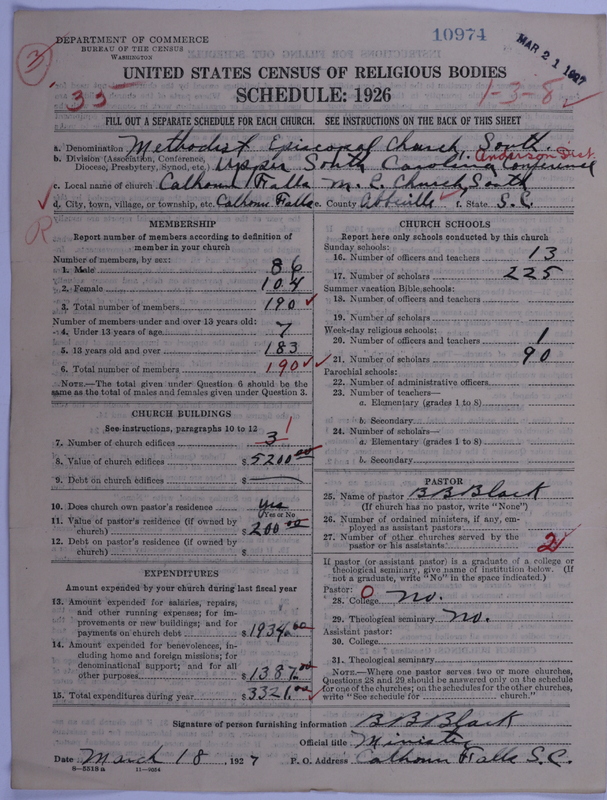 DEPARTMENT OF COMMERCE
BUREAU OF THE CENSUS
WASHINGTON
10974
MAR 21 1927
3
35
1-3-8
UNITED STATES CENSUS OF RELIGIOUS BODIES
SCHEDULE: 1926
FILL OUT A SEPARATE SCHEDULE FOR EACH CHURCH. SEE INSTRUCTIONS ON THE BACK OF THIS SHEET
a. Denomination Methodist Episcopal Church, South.
b. Division (Association, Conference, Diocese, Presbytery, Synod, etc.) Upper South Carolina Conference
Anderson Dist.
c. Local name of church Calhoun Falls M. E. Church South
d. City, town, village, or township, etc. Calhoun Falls e. County Abbeville f. State S.C.
MEMBERSHIP
Report number of members according to definition of member in your church
Number of members, by sex:
1. Male 86
2. Female 104
3. Total number of members 190
Number of members under and over 13 years old:
4. Under 13 years of age 7
5. 13 years old and over 183
6. Total number of members 190
NOTE.—The total given under Question 6 should be the same as the total of males and females given under Question 3.
CHURCH BUILDINGS
See instructions, paragraphs 10 to 12
7. Number of church edifices 3 1
8. Value of church edifices $ 5200.00
9. Debt on church edifices $
10. Does church own pastor's residence yes
(Yes or No)
11. Value of pastor's residence (if owned by church) $ 200.00
12. Debt on pastor's residence (if owned by church) $
EXPENDITURES
Amount expended by your church during last fiscal year
13. Amount expended for salaries, repairs, and other running expenses; for improvements or new buildings; and for payments on church debt $ 1934.00
14. Amount expended for benevolences, including home and foreign missions; for denominational support; and for all other purposes $ 1387.00
15. Total expenditures during year $ 3321.00
CHURCH SCHOOLS
Report here only schools conducted by this church
Sunday schools:
16. Number of officers and teachers 13
17. Number of scholars 225
Summer vacation Bible schools:
18. Number of officers and teachers
19. Number of scholars
Week-day religious schools:
20. Number of officers and teachers 1
21. Number of scholars 90
Parochial schools:
22. Number of administrative officers
23. Number of teachers—
a. Elementary (grades 1 to 8)
b. Secondary
24. Number of scholars—
a. Elementary (grades 1 to 8)
b. Secondary
PASTOR
25. Name of pastor B B Black
(If church has no pastor, write "None")
26. Number of ordained ministers, if any, employed as assistant pastors
27. Number of other churches served by the pastor or his assistants 2
If pastor (or assistant pastor) is a graduate of a college or theological seminary, give name of institution below. (If not a graduate, write "No" in the space indicated.)
Pastor:
28. College 0 no.
29. Theological seminary no.
Assistant pastor:
30. College
31. Theological seminary
NOTE.—Where one pastor serves two or more churches, Questions 28 and 29 should be answered only on the schedule for one of the churches; on the schedules for the other churches, write "See schedule for church."
Signature of person furnishing information B B Black
Official title Minister
Date March 18, 1927 P. O. Address Calhoun Falls S.C.
11—9054